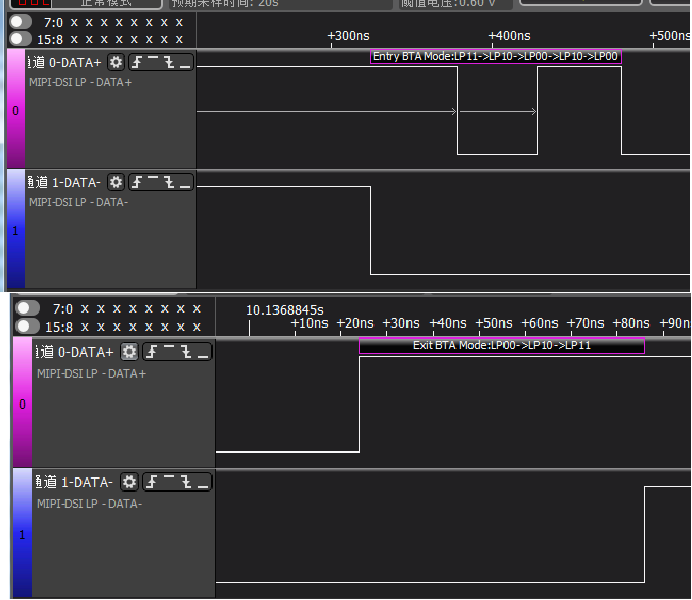 正常模式 预期采样时间: 20s 阈值电压:0.60 V
7:0 x x x x x x x x
15:8 x x x x x x x x
+300ns +400ns +500ns
通道 0-DATA+ Entry BTA Mode:LP11->LP10->LP00->LP10->LP00
MIPI-DSI LP - DATA+
0
通道 1-DATA-
MIPI-DSI LP - DATA-
1
7:0 x x x x x x x x 10.1368845s
15:8 x x x x x x x x +10ns +20ns +30ns +40ns +50ns +60ns +70ns +80ns +90ns
通道 0-DATA+ Exit BTA Mode:LP00->LP10->LP11
MIPI-DSI LP - DATA+
0
通道 1-DATA-
MIPI-DSI LP - DATA-
1